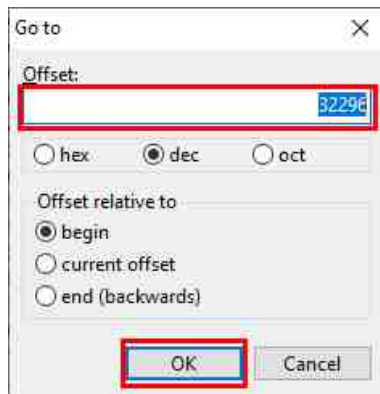 Go to
Offset:
32296
hex dec oct
Offset relative to
begin
current offset
end (backwards)
OK Cancel